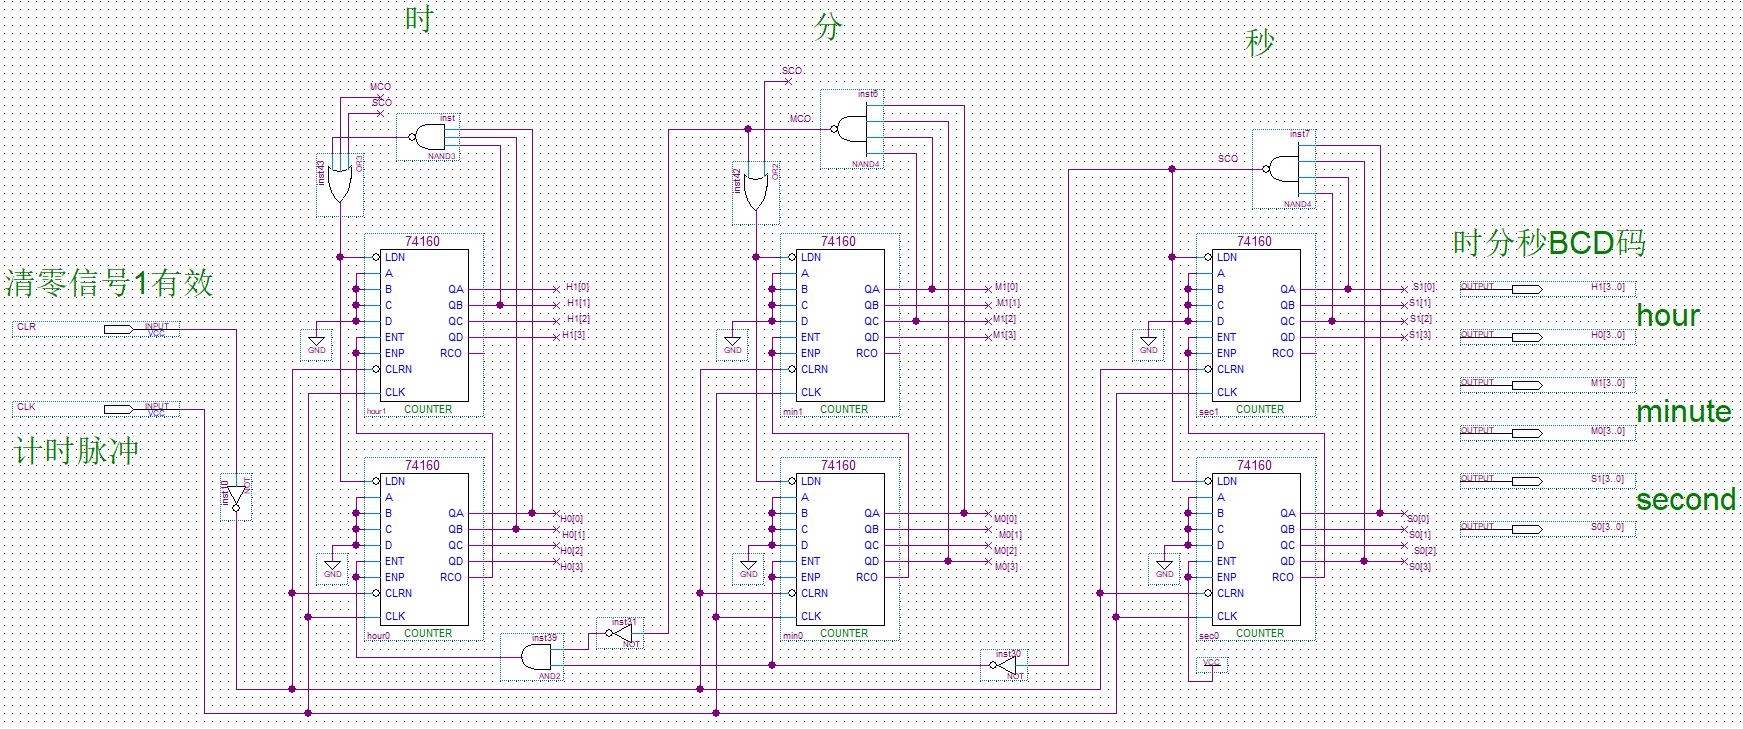 时
分
秒
MCO
SCO
inst
NAND3
inst43
OR3
SCO
MCO
inst6
NAND4
inst42
OR2
SCO
inst7
NAND4
清零信号1有效
CLR
INPUT
VCC
CLK
INPUT
VCC
计时脉冲
inst10
NOT
74160
LDN
A
B QA H1[0]
C QB H1[1]
D QC H1[2]
ENT QD H1[3]
ENP RCO
CLRN
CLK
GND
hour1 COUNTER
74160
LDN
A
B QA M1[0]
C QB M1[1]
D QC M1[2]
ENT QD M1[3]
ENP RCO
CLRN
CLK
GND
min1 COUNTER
74160
LDN
A
B QA S1[0]
C QB S1[1]
D QC S1[2]
ENT QD S1[3]
ENP RCO
CLRN
CLK
GND
sec1 COUNTER
74160
LDN
A
B QA H0[0]
C QB H0[1]
D QC H0[2]
ENT QD H0[3]
ENP RCO
CLRN
CLK
GND
hour0 COUNTER
74160
LDN
A
B QA M0[0]
C QB M0[1]
D QC M0[2]
ENT QD M0[3]
ENP RCO
CLRN
CLK
GND
min0 COUNTER
74160
LDN
A
B QA S0[0]
C QB S0[1]
D QC S0[2]
ENT QD S0[3]
ENP RCO
CLRN
CLK
GND
sec0 COUNTER
inst39
AND2
inst31
NOT
inst30
NOT
VCC
时分秒BCD码
OUTPUT H1[3..0]
hour
OUTPUT H0[3..0]
OUTPUT M1[3..0]
minute
OUTPUT M0[3..0]
OUTPUT S1[3..0]
second
OUTPUT S0[3..0]